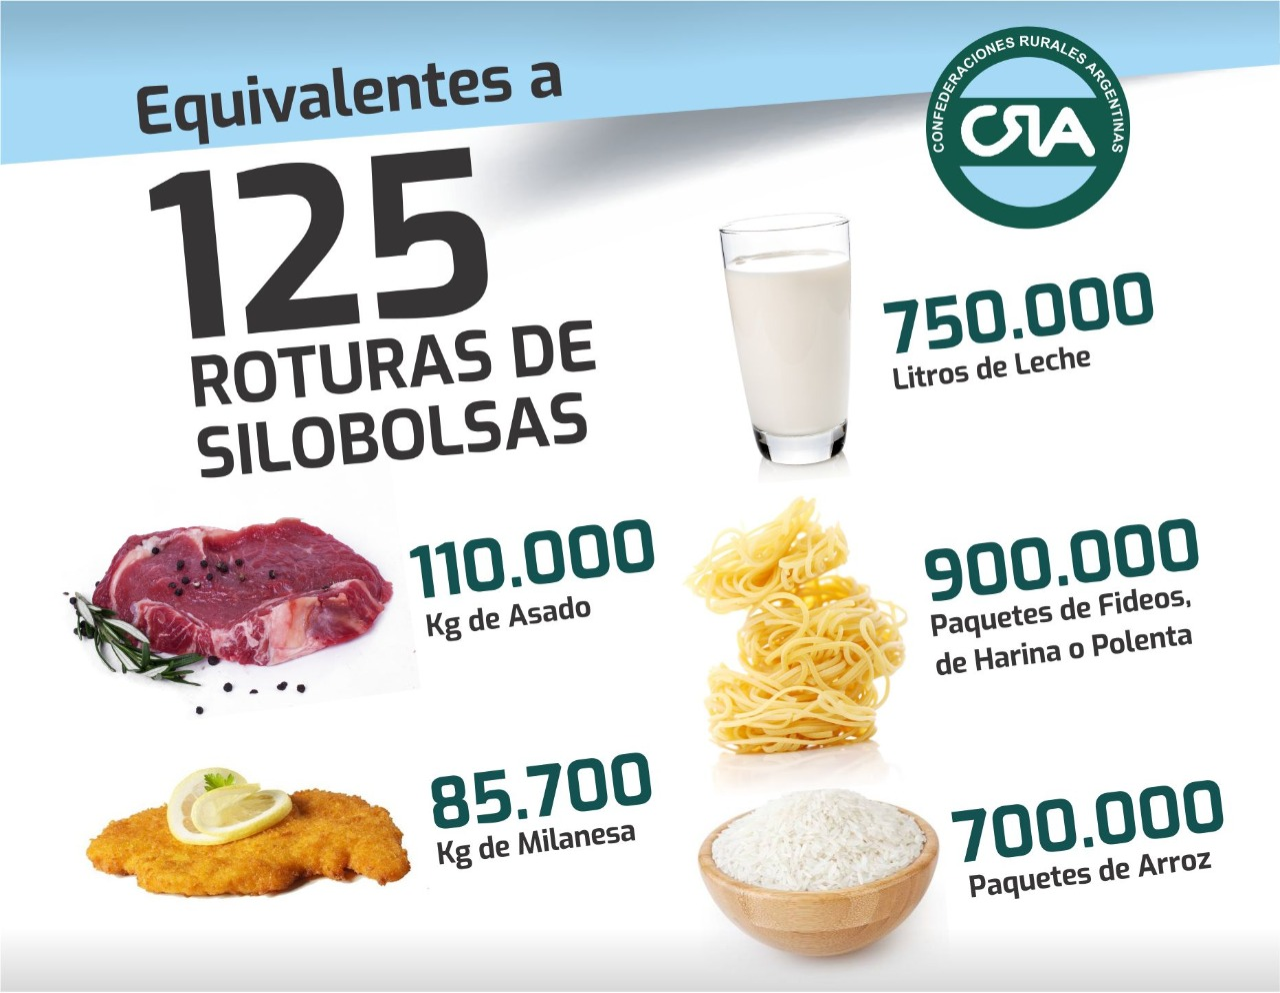 Equivalentes a
125
ROTURAS DE
SILOBOLSAS
CONFEDERACIONES RURALES ARGENTINAS
CRA
750.000
Litros de Leche
110.000
Kg de Asado
900.000
Paquetes de Fideos,
de Harina o Polenta
85.700
Kg de Milanesa
700.000
Paquetes de Arroz